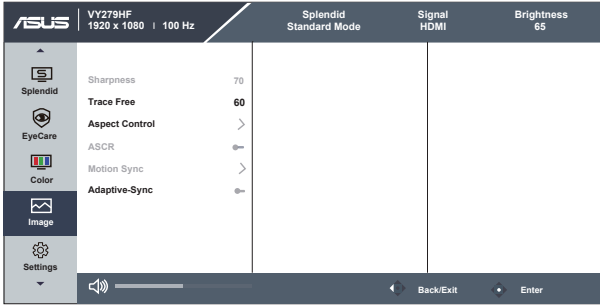 ASUS
VY279HF
1920 x 1080 | 100 Hz
Splendid
Standard Mode
Signal
HDMI
Brightness
65
Splendid
EyeCare
Color
Image
Settings
Sharpness 70
Trace Free 60
Aspect Control
ASCR
Motion Sync
Adaptive-Sync
Back/Exit
Enter